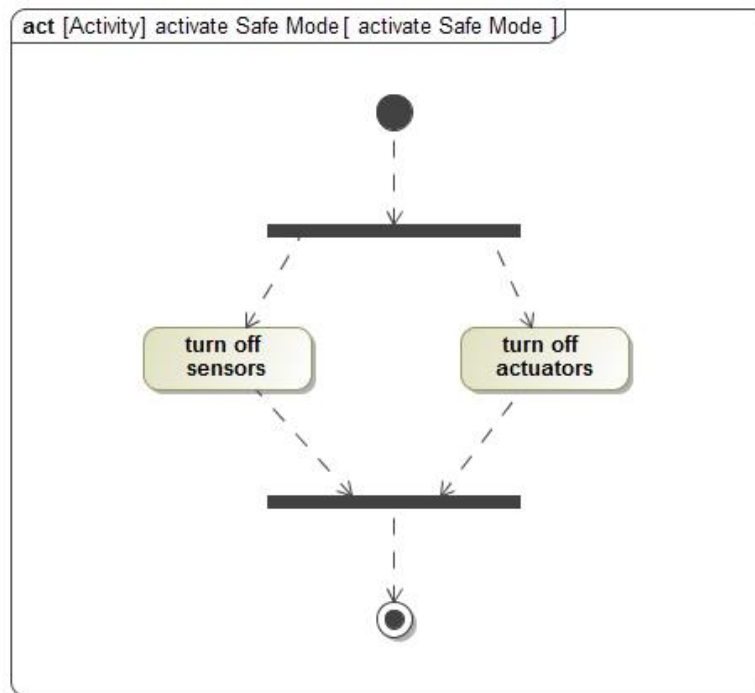 act [Activity] activate Safe Mode [ activate Safe Mode ]
turn off
sensors
turn off
actuators